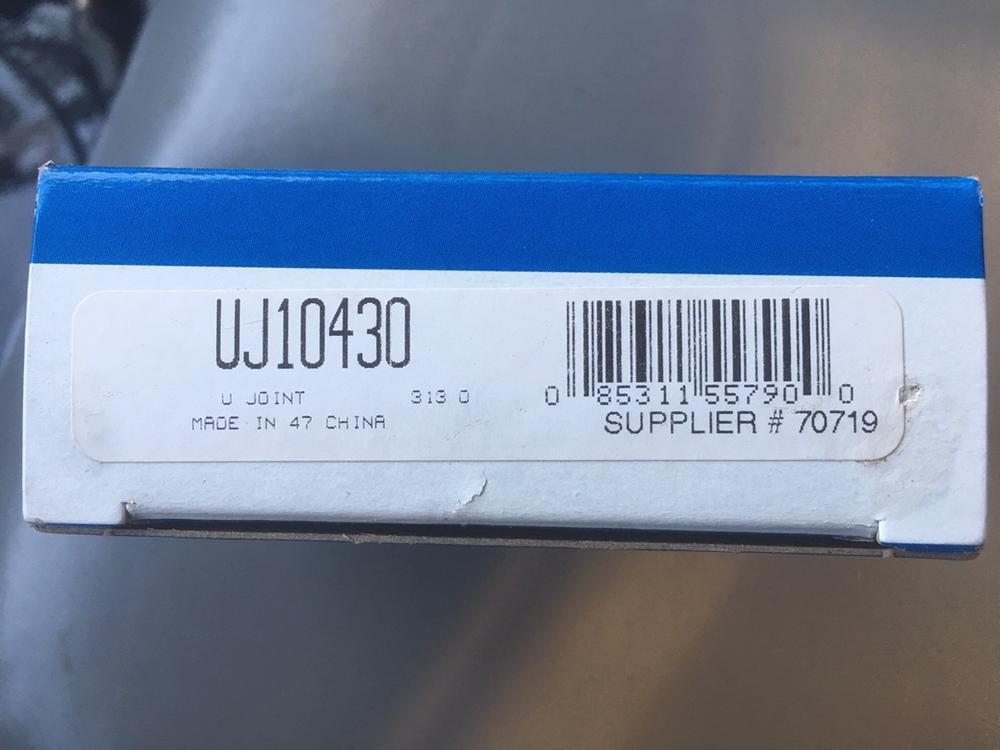 UJ10430
U JOINT 313 0
MADE IN 47 CHINA
0 85311 55790 0
SUPPLIER # 70719